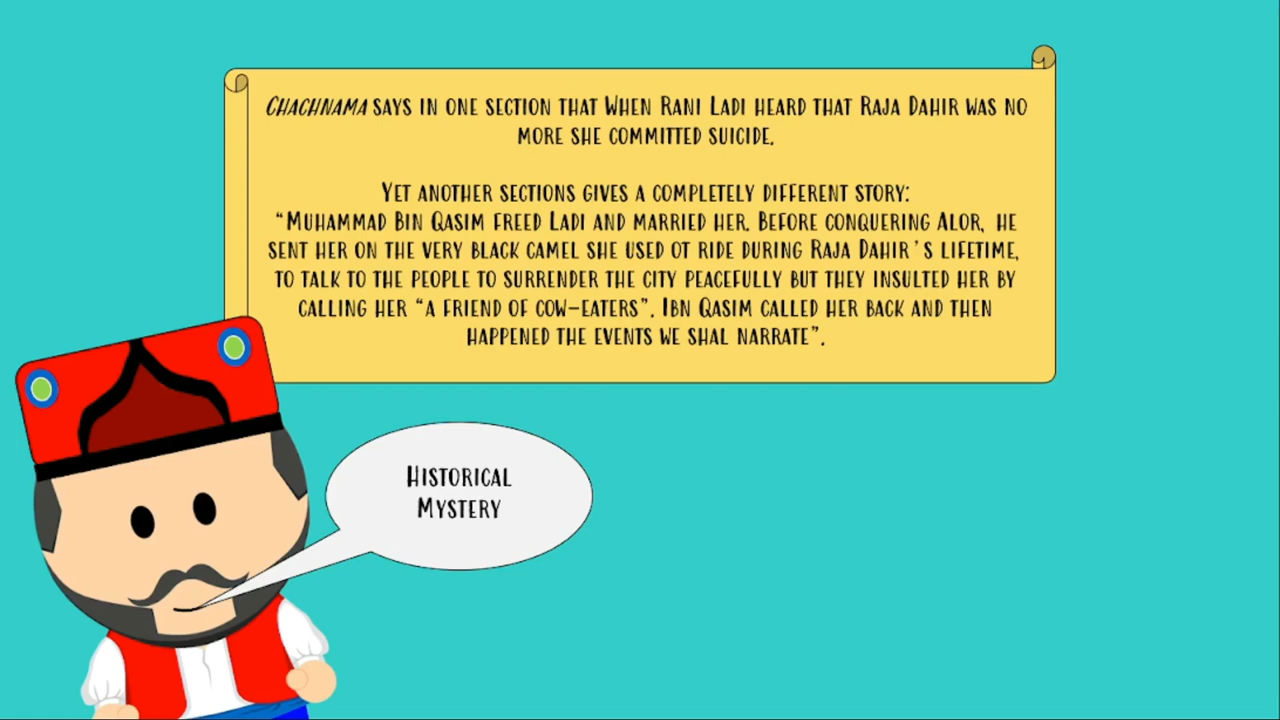 Chachnama says in one section that When Rani Ladi heard that Raja Dahir was no
more she committed suicide.
Yet another sections gives a completely different story:
“Muhammad Bin Qasim freed Ladi and married her. Before conquering Alor, he
sent her on the very black camel she used ot ride during Raja Dahir's lifetime,
to talk to the people to surrender the city peacefully but they insulted her by
calling her “a friend of cow-eaters”. Ibn Qasim called her back and then
happened the events we shal narrate”.
Historical
Mystery